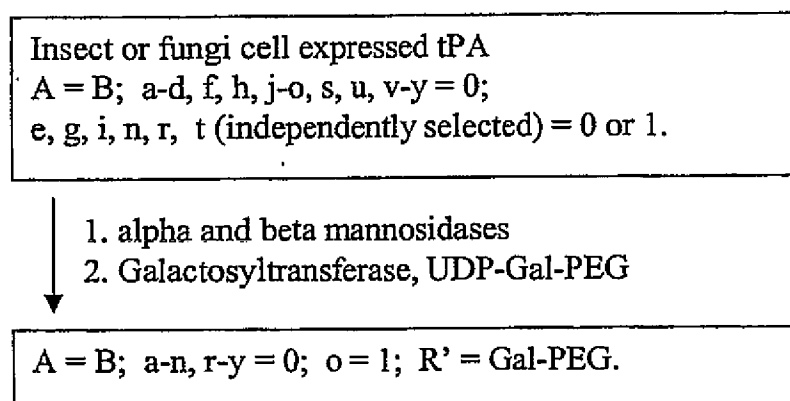 Insect or fungi cell expressed tPA
A = B; a-d, f, h, j-o, s, u, v-y = 0;
e, g, i, n, r, t (independently selected) = 0 or 1.
1. alpha and beta mannosidases
2. Galactosyltransferase, UDP-Gal-PEG
A = B; a-n, r-y = 0; o = 1; R’ = Gal-PEG.